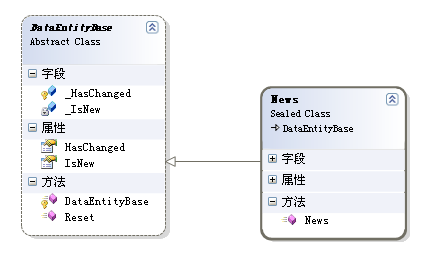 DataEntityBase
Abstract Class
字段
_HasChanged
_IsNew
属性
HasChanged
IsNew
方法
DataEntityBase
Reset
News
Sealed Class
DataEntityBase
字段
属性
方法
News